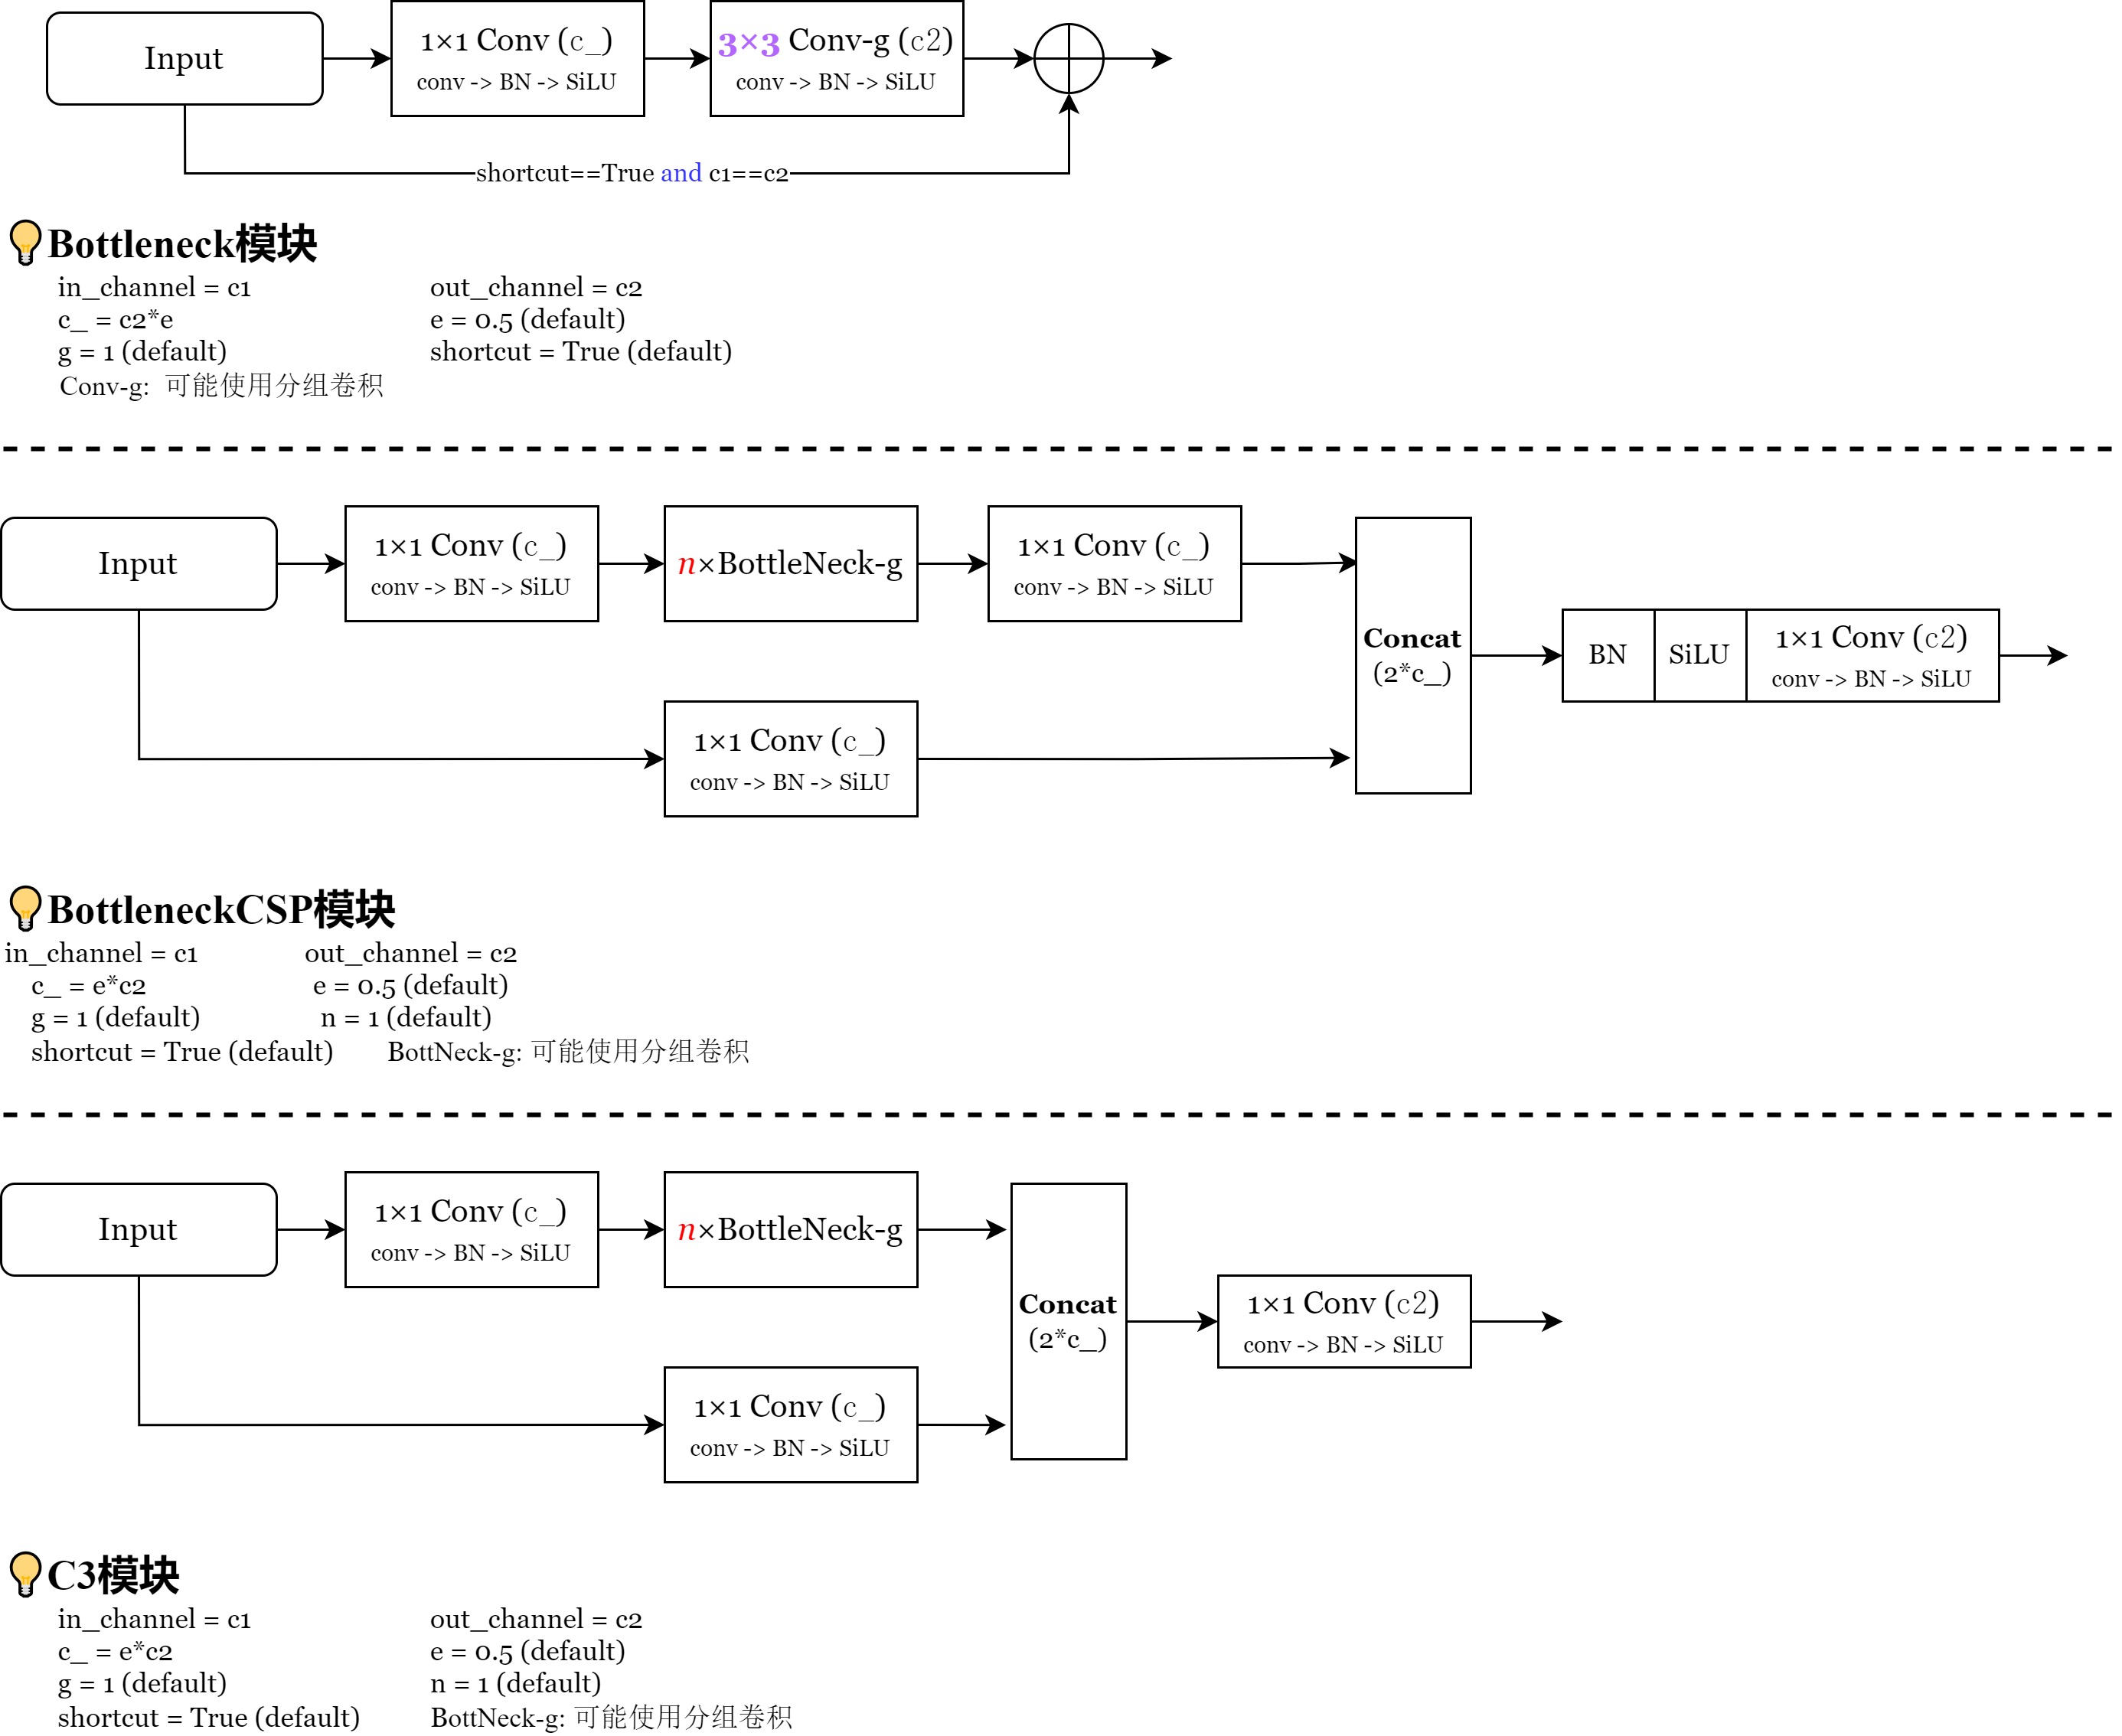 Input
1×1 Conv (c_)
conv -> BN -> SiLU
3×3 Conv-g (c2)
conv -> BN -> SiLU
shortcut==True and c1==c2
Bottleneck模块
in_channel = c1 out_channel = c2
c_ = c2*e e = 0.5 (default)
g = 1 (default) shortcut = True (default)
Conv-g: 可能使用分组卷积
Input
1×1 Conv (c_)
conv -> BN -> SiLU
n×BottleNeck-g
1×1 Conv (c_)
conv -> BN -> SiLU
1×1 Conv (c_)
conv -> BN -> SiLU
Concat
(2*c_)
BN
SiLU
1×1 Conv (c2)
conv -> BN -> SiLU
BottleneckCSP模块
in_channel = c1 out_channel = c2
c_ = e*c2 e = 0.5 (default)
g = 1 (default) n = 1 (default)
shortcut = True (default) BottNeck-g: 可能使用分组卷积
Input
1×1 Conv (c_)
conv -> BN -> SiLU
n×BottleNeck-g
1×1 Conv (c_)
conv -> BN -> SiLU
Concat
(2*c_)
1×1 Conv (c2)
conv -> BN -> SiLU
C3模块
in_channel = c1 out_channel = c2
c_ = e*c2 e = 0.5 (default)
g = 1 (default) n = 1 (default)
shortcut = True (default) BottNeck-g: 可能使用分组卷积